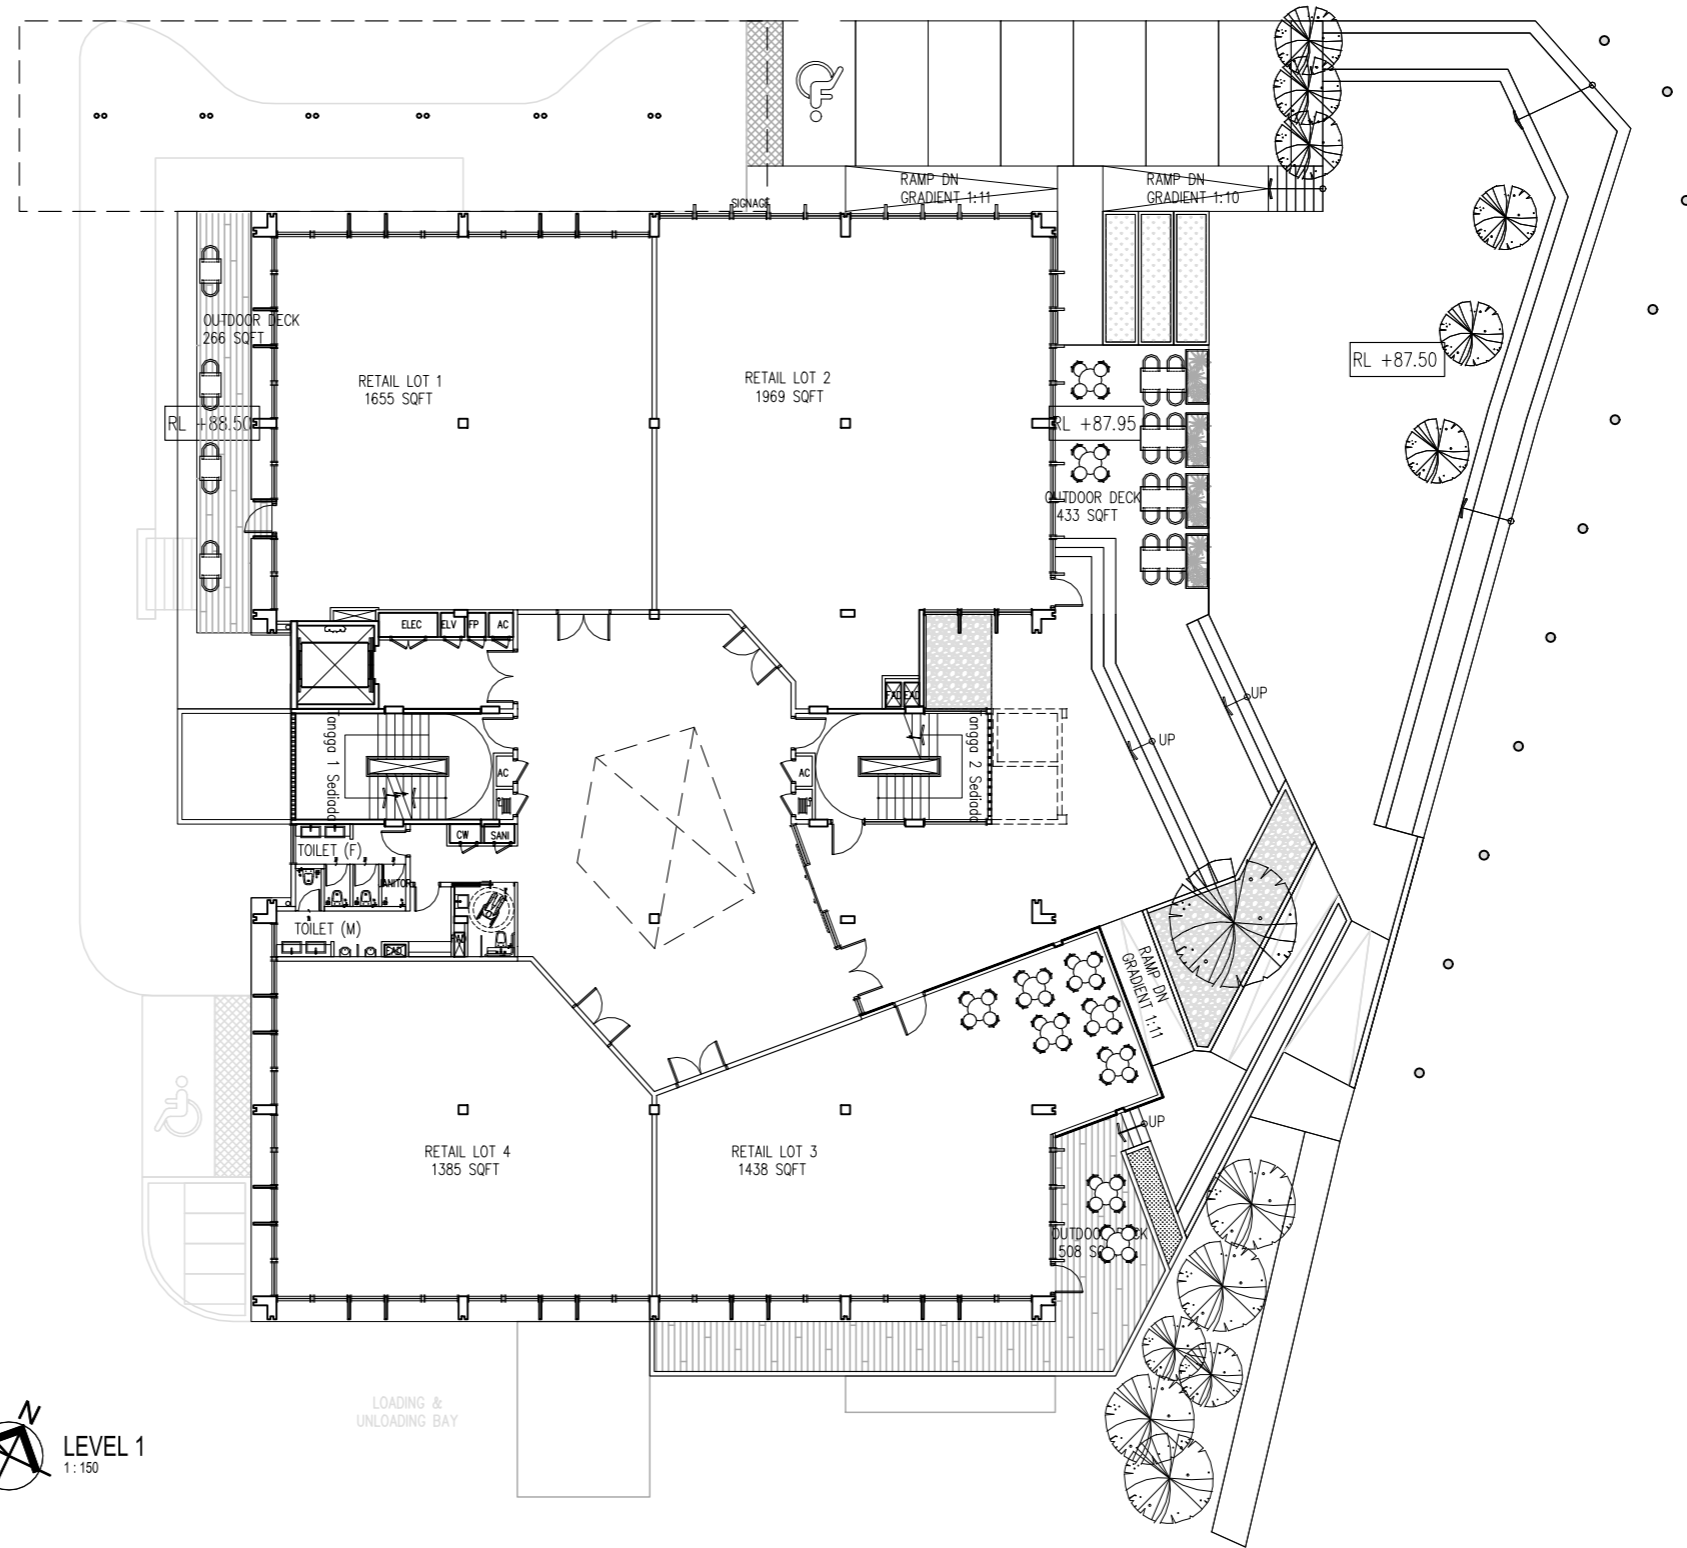 RAMP DN
GRADIENT 1:11
RAMP DN
GRADIENT 1:10
SIGNAGE
OUTDOOR DECK
266 SQFT
RETAIL LOT 1
1655 SQFT
RETAIL LOT 2
1969 SQFT
RL +87.50
RL +88.50
RL +87.95
OUTDOOR DECK
433 SQFT
ELEC
ELV
FP
AC
UP
UP
Tangga 1 Sediada
Tangga 2 Sediada
AC
AC
CW
SANI
TOILET (F)
JANITOR
TOILET (M)
RAMP DN
GRADIENT 1:11
UP
RETAIL LOT 4
1385 SQFT
RETAIL LOT 3
1438 SQFT
OUTDOOR DECK
508 SQFT
LOADING &
UNLOADING BAY
N
LEVEL 1
1 : 150